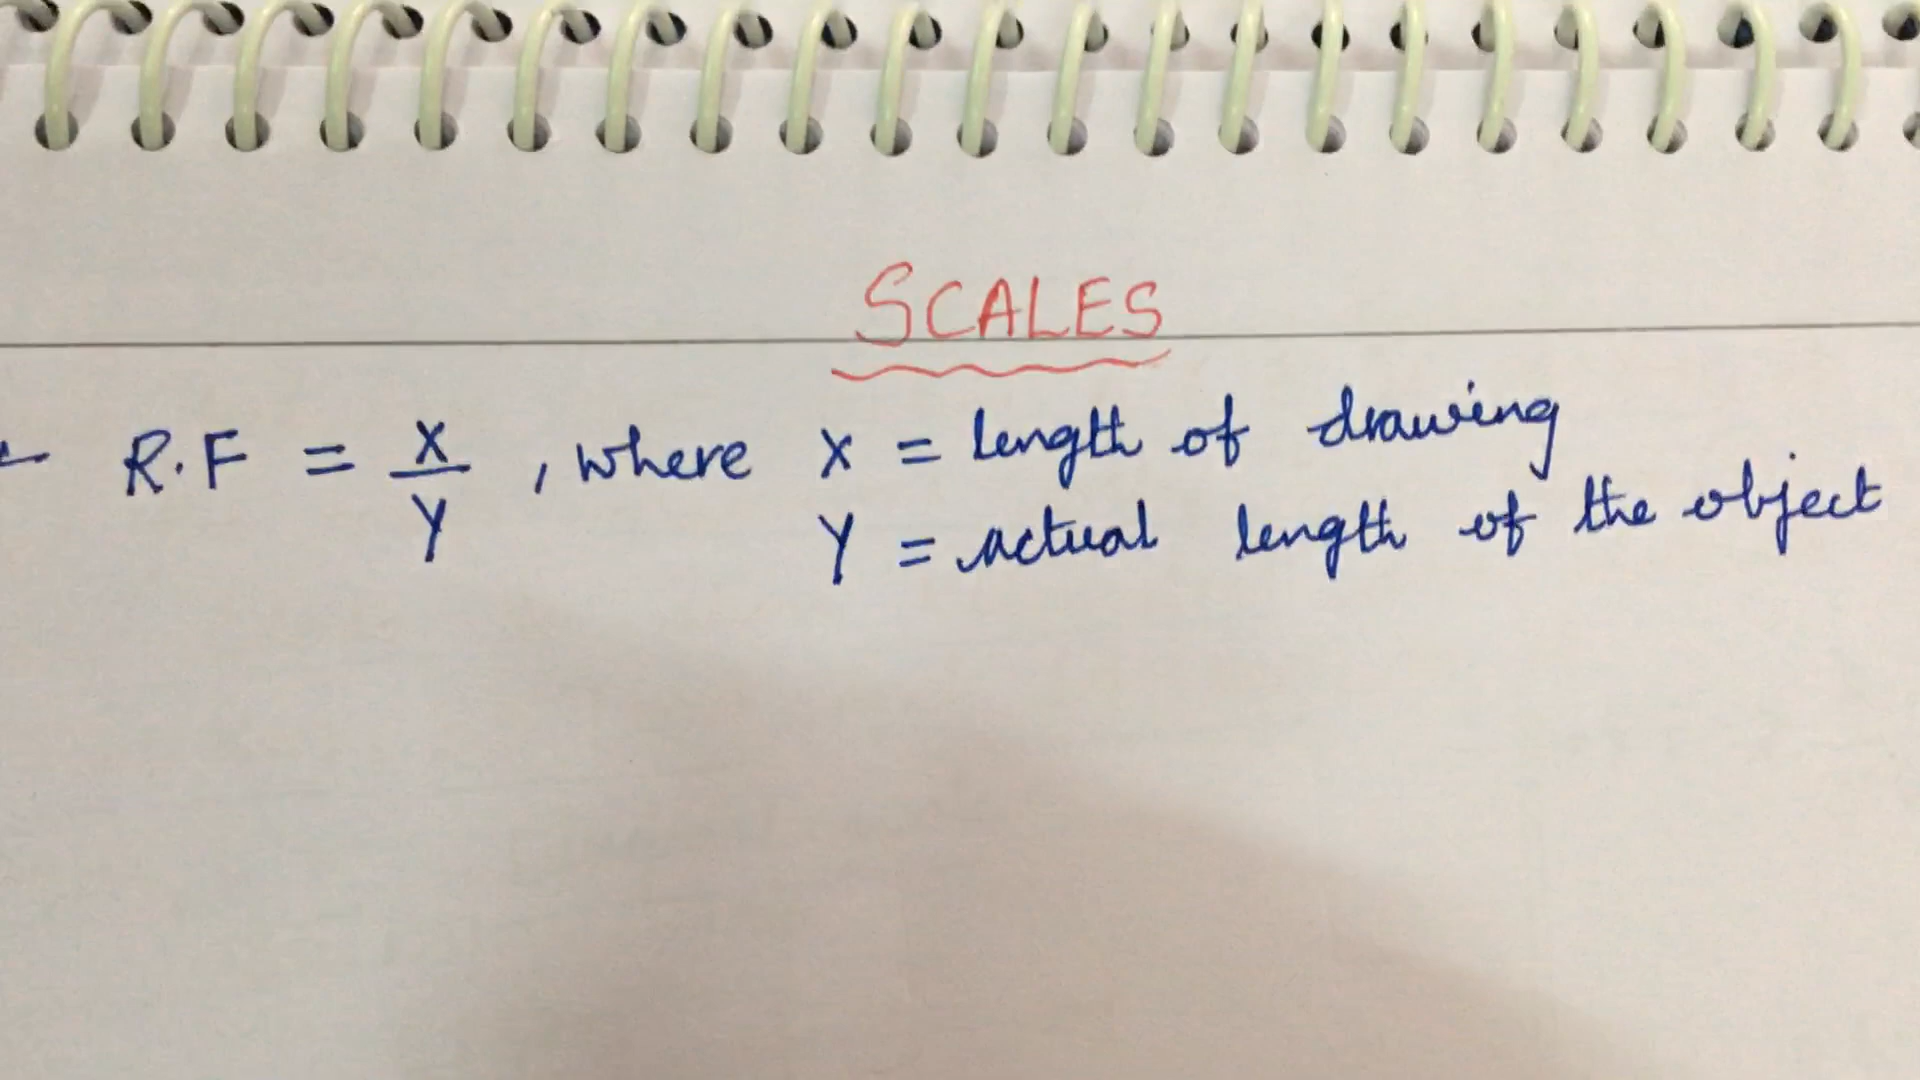 SCALES
R.F = X/Y, where X = length of drawing
Y = actual length of the object